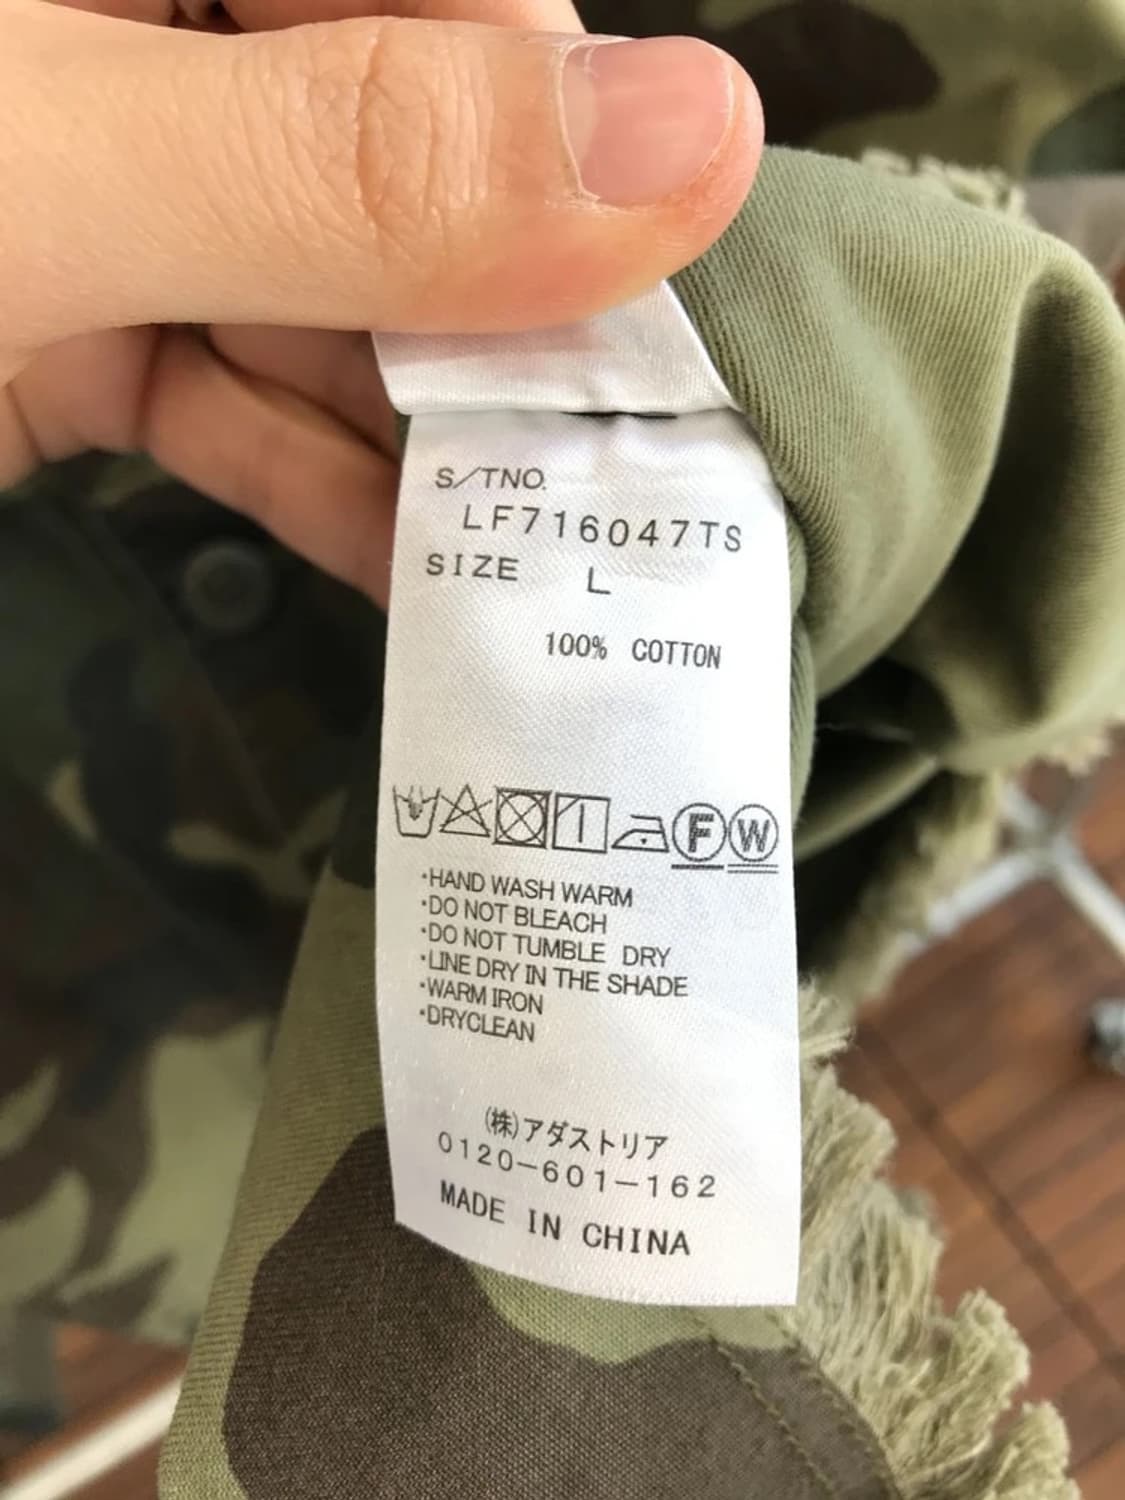 S/TNO.
LF716047TS
SIZE L
100% COTTON
F W
・HAND WASH WARM
・DO NOT BLEACH
・DO NOT TUMBLE DRY
・LINE DRY IN THE SHADE
・WARM IRON
・DRYCLEAN
(株)アダストリア
0120-601-162
MADE IN CHINA